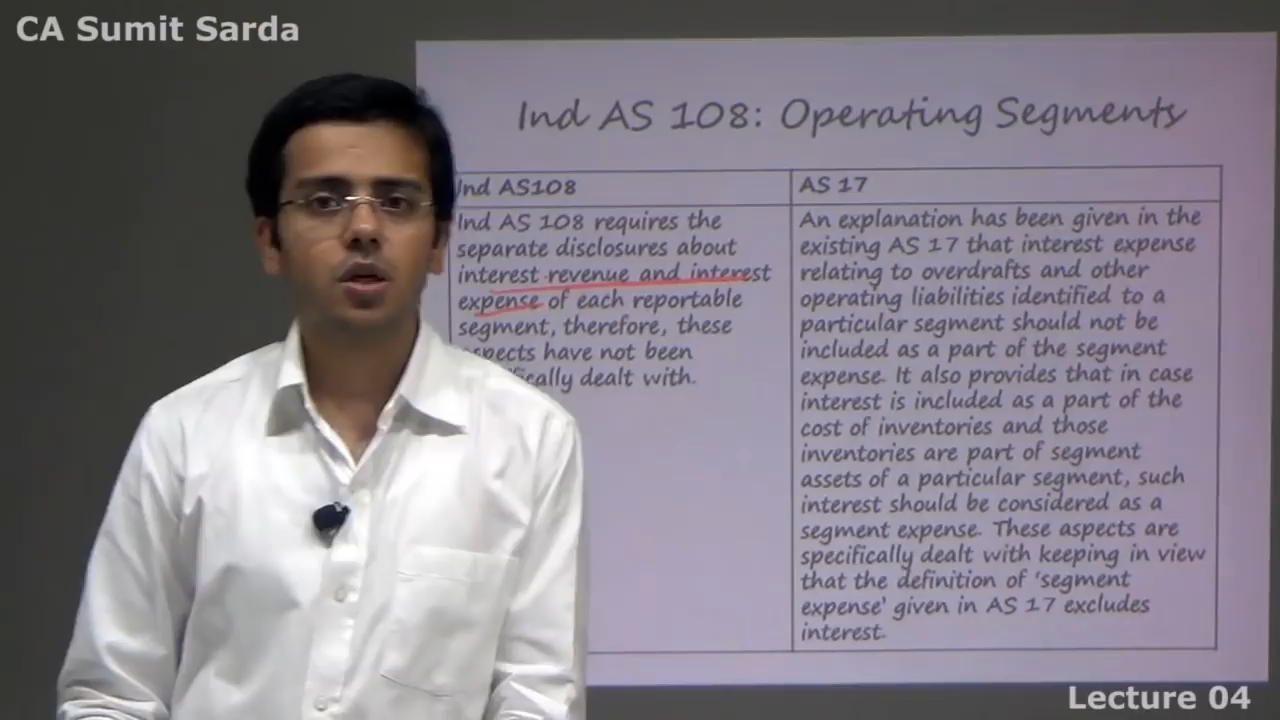 CA Sumit Sarda
Ind AS 108: Operating Segments
Ind AS108
Ind AS 108 requires the
separate disclosures about
interest revenue and interest
expense of each reportable
segment, therefore, these
aspects have not been
ically dealt with.
AS 17
An explanation has been given in the
existing AS 17 that interest expense
relating to overdrafts and other
operating liabilities identified to a
particular segment should not be
included as a part of the segment
expense. It also provides that in case
interest is included as a part of the
cost of inventories and those
inventories are part of segment
assets of a particular segment, such
interest should be considered as a
segment expense. These aspects are
specifically dealt with keeping in view
that the definition of 'segment
expense' given in AS 17 excludes
interest.
Lecture 04